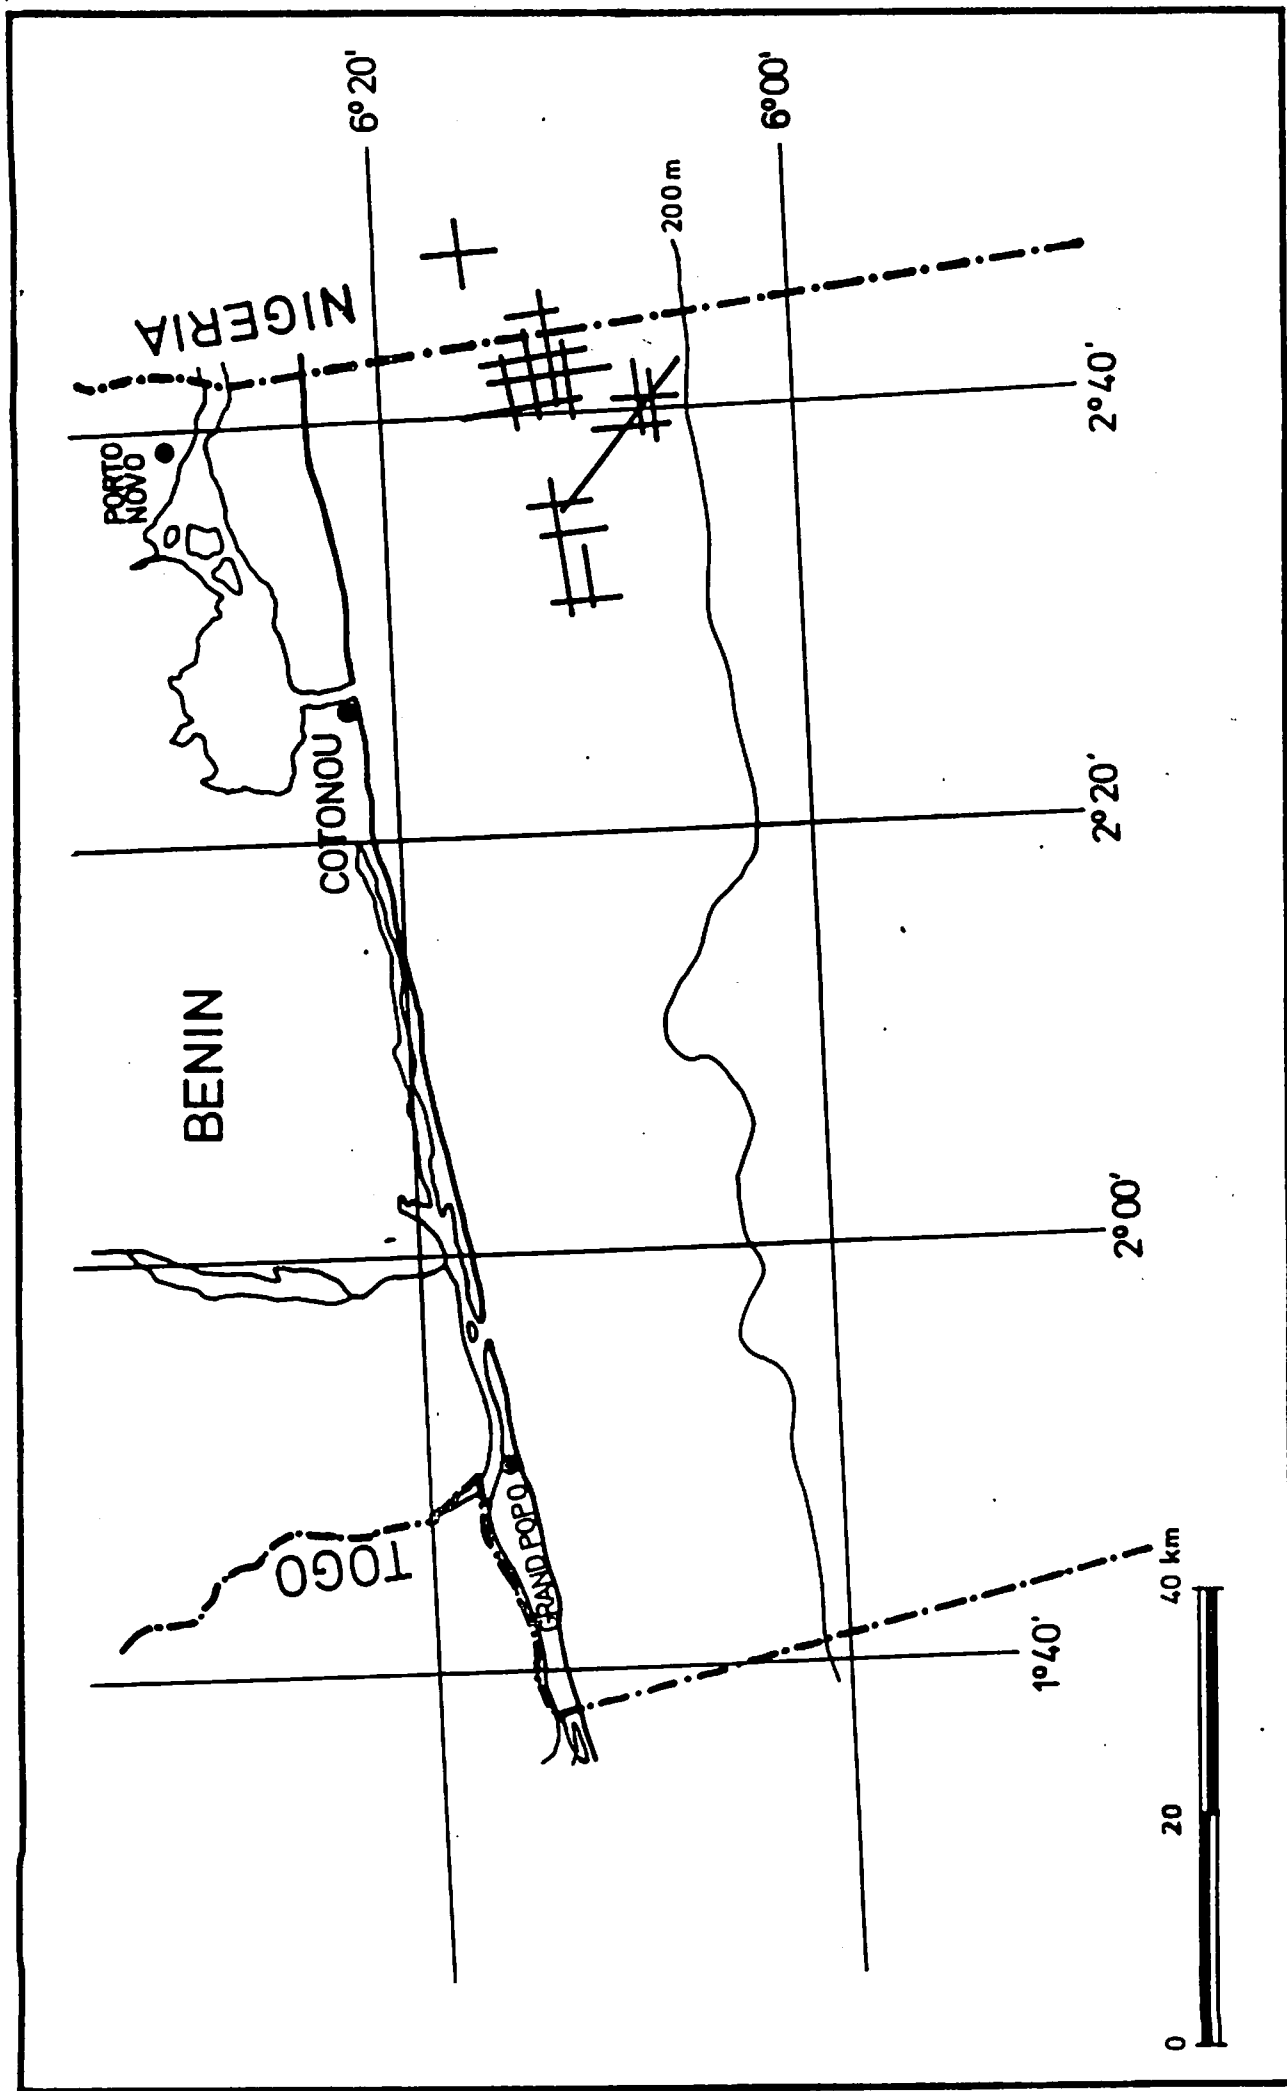 NIGERIA
PORTO
NOVO
6°20'
COTONOU
BENIN
TOGO
GRAND POPO
200 m
6°00'
1°40'
2°00'
2°20'
2°40'
0 20 40 km